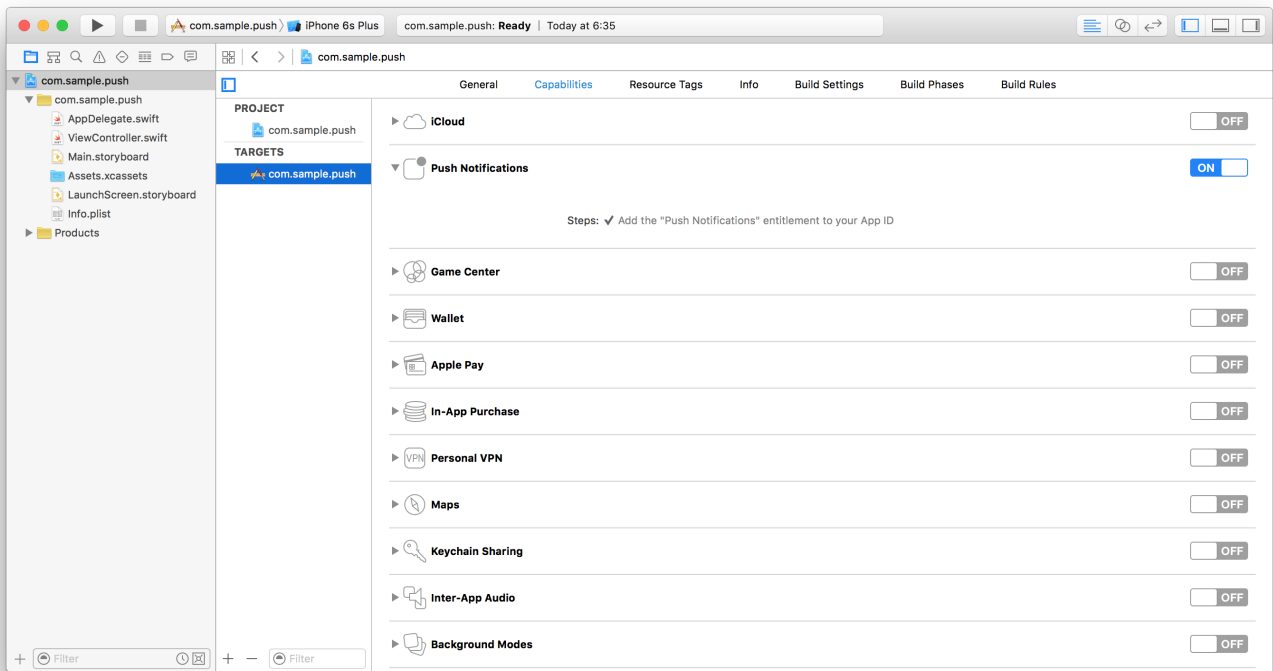 com.sample.push iPhone 6s Plus com.sample.push: Ready | Today at 6:35
com.sample.push
com.sample.push
General Capabilities Resource Tags Info Build Settings Build Phases Build Rules
com.sample.push
AppDelegate.swift
ViewController.swift
Main.storyboard
Assets.xcassets
LaunchScreen.storyboard
Info.plist
Products
PROJECT
com.sample.push
TARGETS
com.sample.push
iCloud OFF
Push Notifications ON
Steps: ✔ Add the "Push Notifications" entitlement to your App ID
Game Center OFF
Wallet OFF
Apple Pay OFF
In-App Purchase OFF
VPN Personal VPN OFF
Maps OFF
Keychain Sharing OFF
Inter-App Audio OFF
Background Modes OFF
Filter
Filter